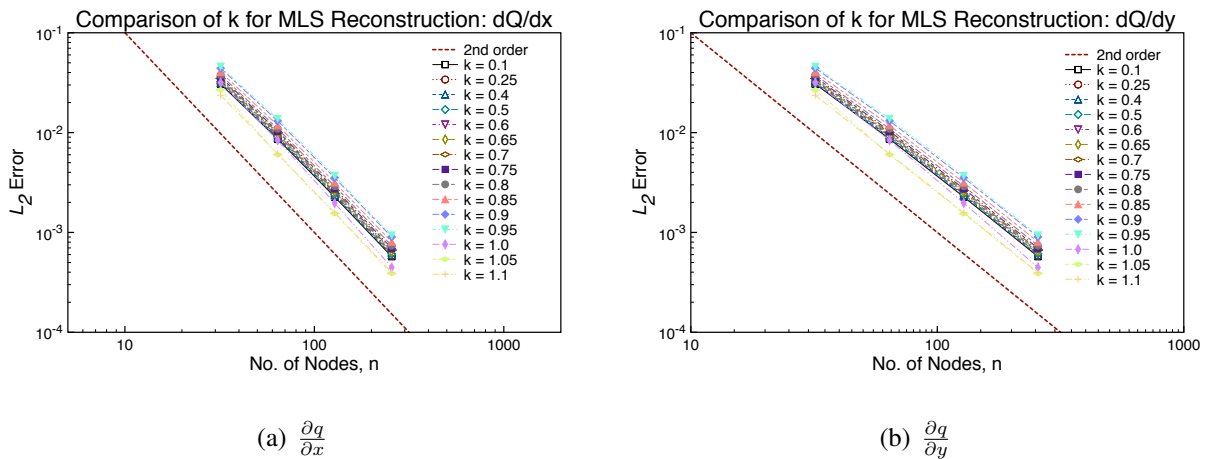 Comparison of k for MLS Reconstruction: dQ/dx
10^-1
10^-2
10^-3
10^-4
L_2 Error
2nd order
k = 0.1
k = 0.25
k = 0.4
k = 0.5
k = 0.6
k = 0.65
k = 0.7
k = 0.75
k = 0.8
k = 0.85
k = 0.9
k = 0.95
k = 1.0
k = 1.05
k = 1.1
10 100 1000
No. of Nodes, n
(a) ∂q/∂x
Comparison of k for MLS Reconstruction: dQ/dy
10^-1
10^-2
10^-3
10^-4
L_2 Error
2nd order
k = 0.1
k = 0.25
k = 0.4
k = 0.5
k = 0.6
k = 0.65
k = 0.7
k = 0.75
k = 0.8
k = 0.85
k = 0.9
k = 0.95
k = 1.0
k = 1.05
k = 1.1
10 100 1000
No. of Nodes, n
(b) ∂q/∂y